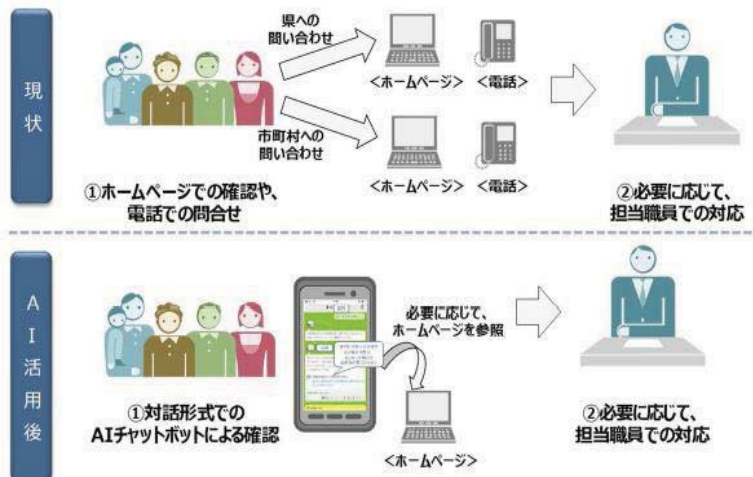 現状
県への
問い合わせ
<ホームページ>
<電話>
市町村への
問い合わせ
<ホームページ>
<電話>
①ホームページでの確認や、
電話での問合せ
②必要に応じて、
担当職員での対応
AI活用後
必要に応じて、
ホームページを参照
①対話形式での
AIチャットボットによる確認
<ホームページ>
②必要に応じて、
担当職員での対応